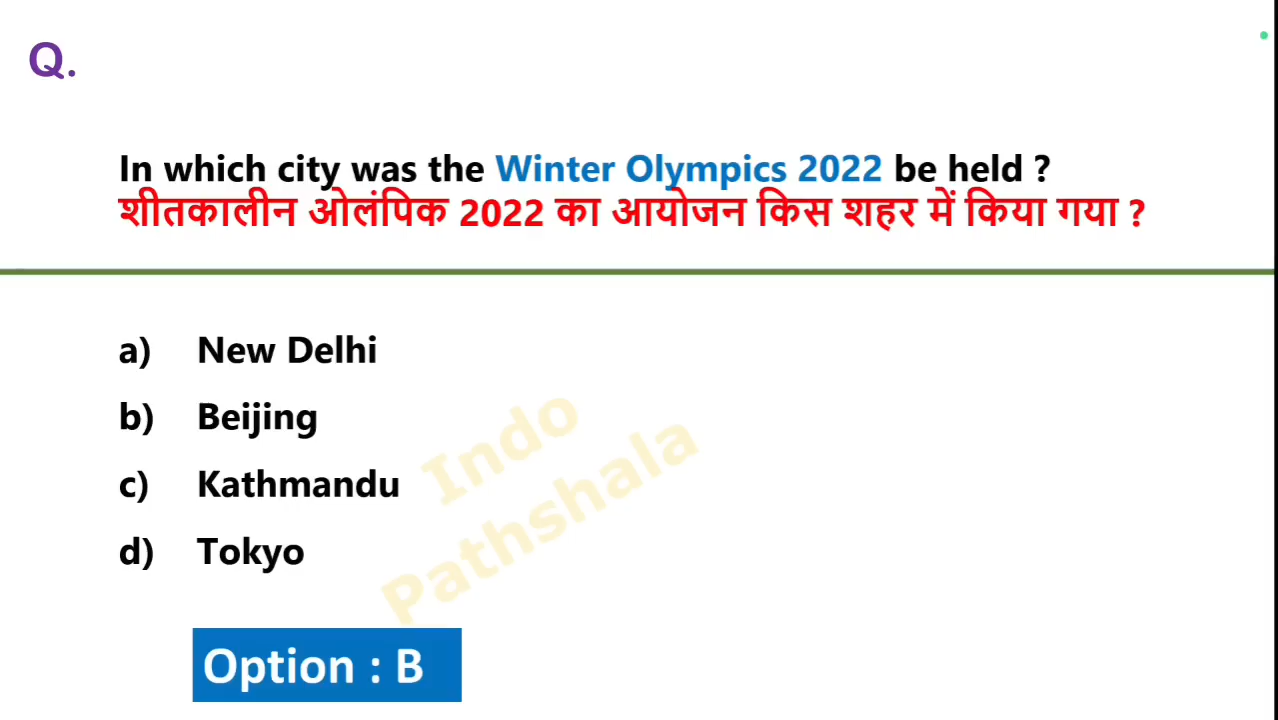 Q.
In which city was the Winter Olympics 2022 be held ?
शीतकालीन ओलंपिक 2022 का आयोजन किस शहर में किया गया ?
a) New Delhi
b) Beijing
c) Kathmandu
d) Tokyo
Indo
Pathshala
Option : B